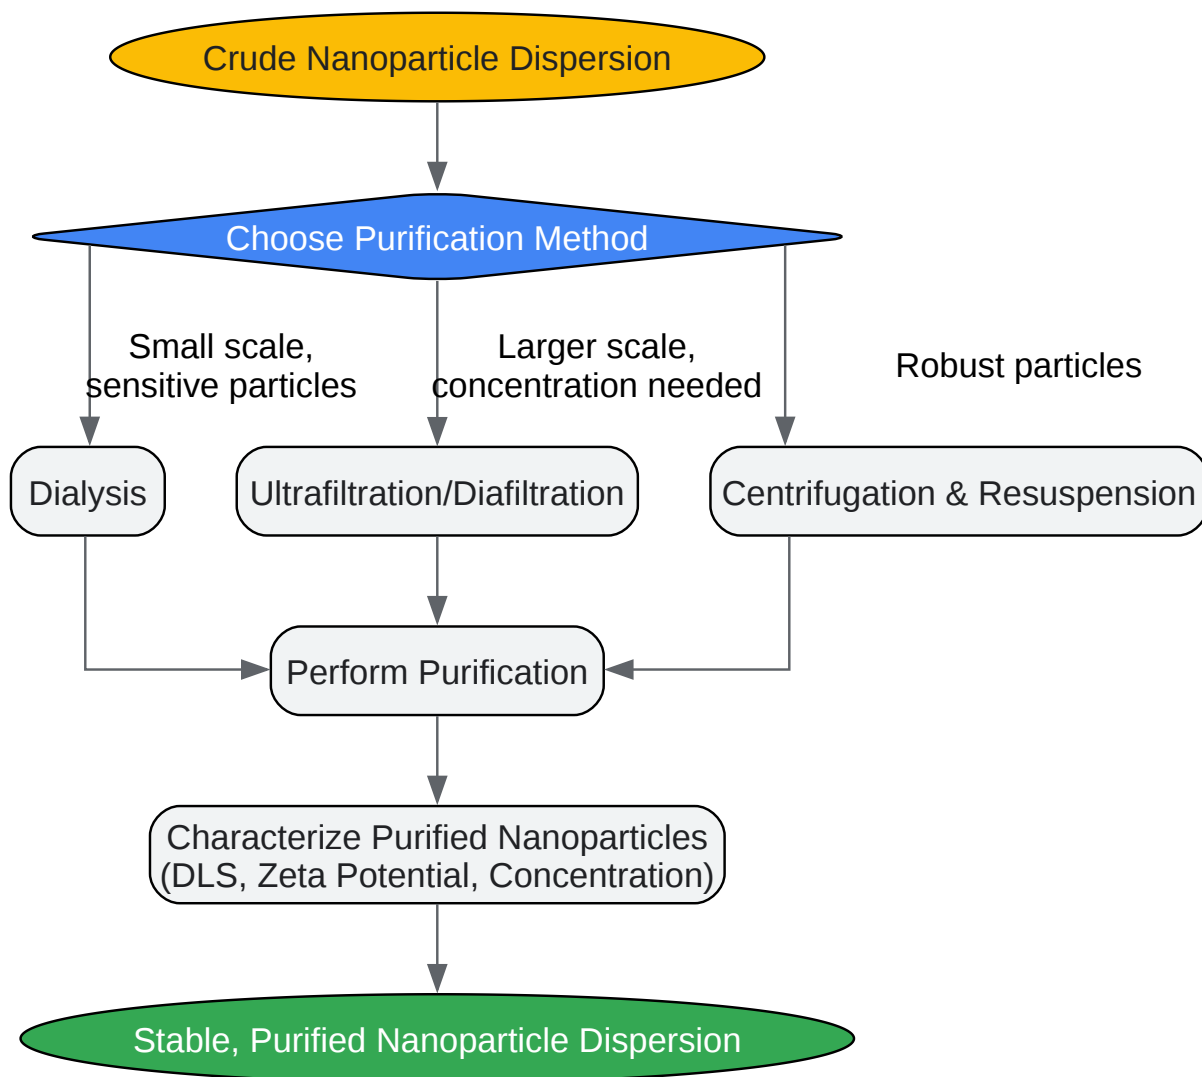 Crude Nanoparticle Dispersion
Choose Purification Method
Small scale,
sensitive particles
Larger scale,
concentration needed
Robust particles
Dialysis
Ultrafiltration/Diafiltration
Centrifugation & Resuspension
Perform Purification
Characterize Purified Nanoparticles
(DLS, Zeta Potential, Concentration)
Stable, Purified Nanoparticle Dispersion